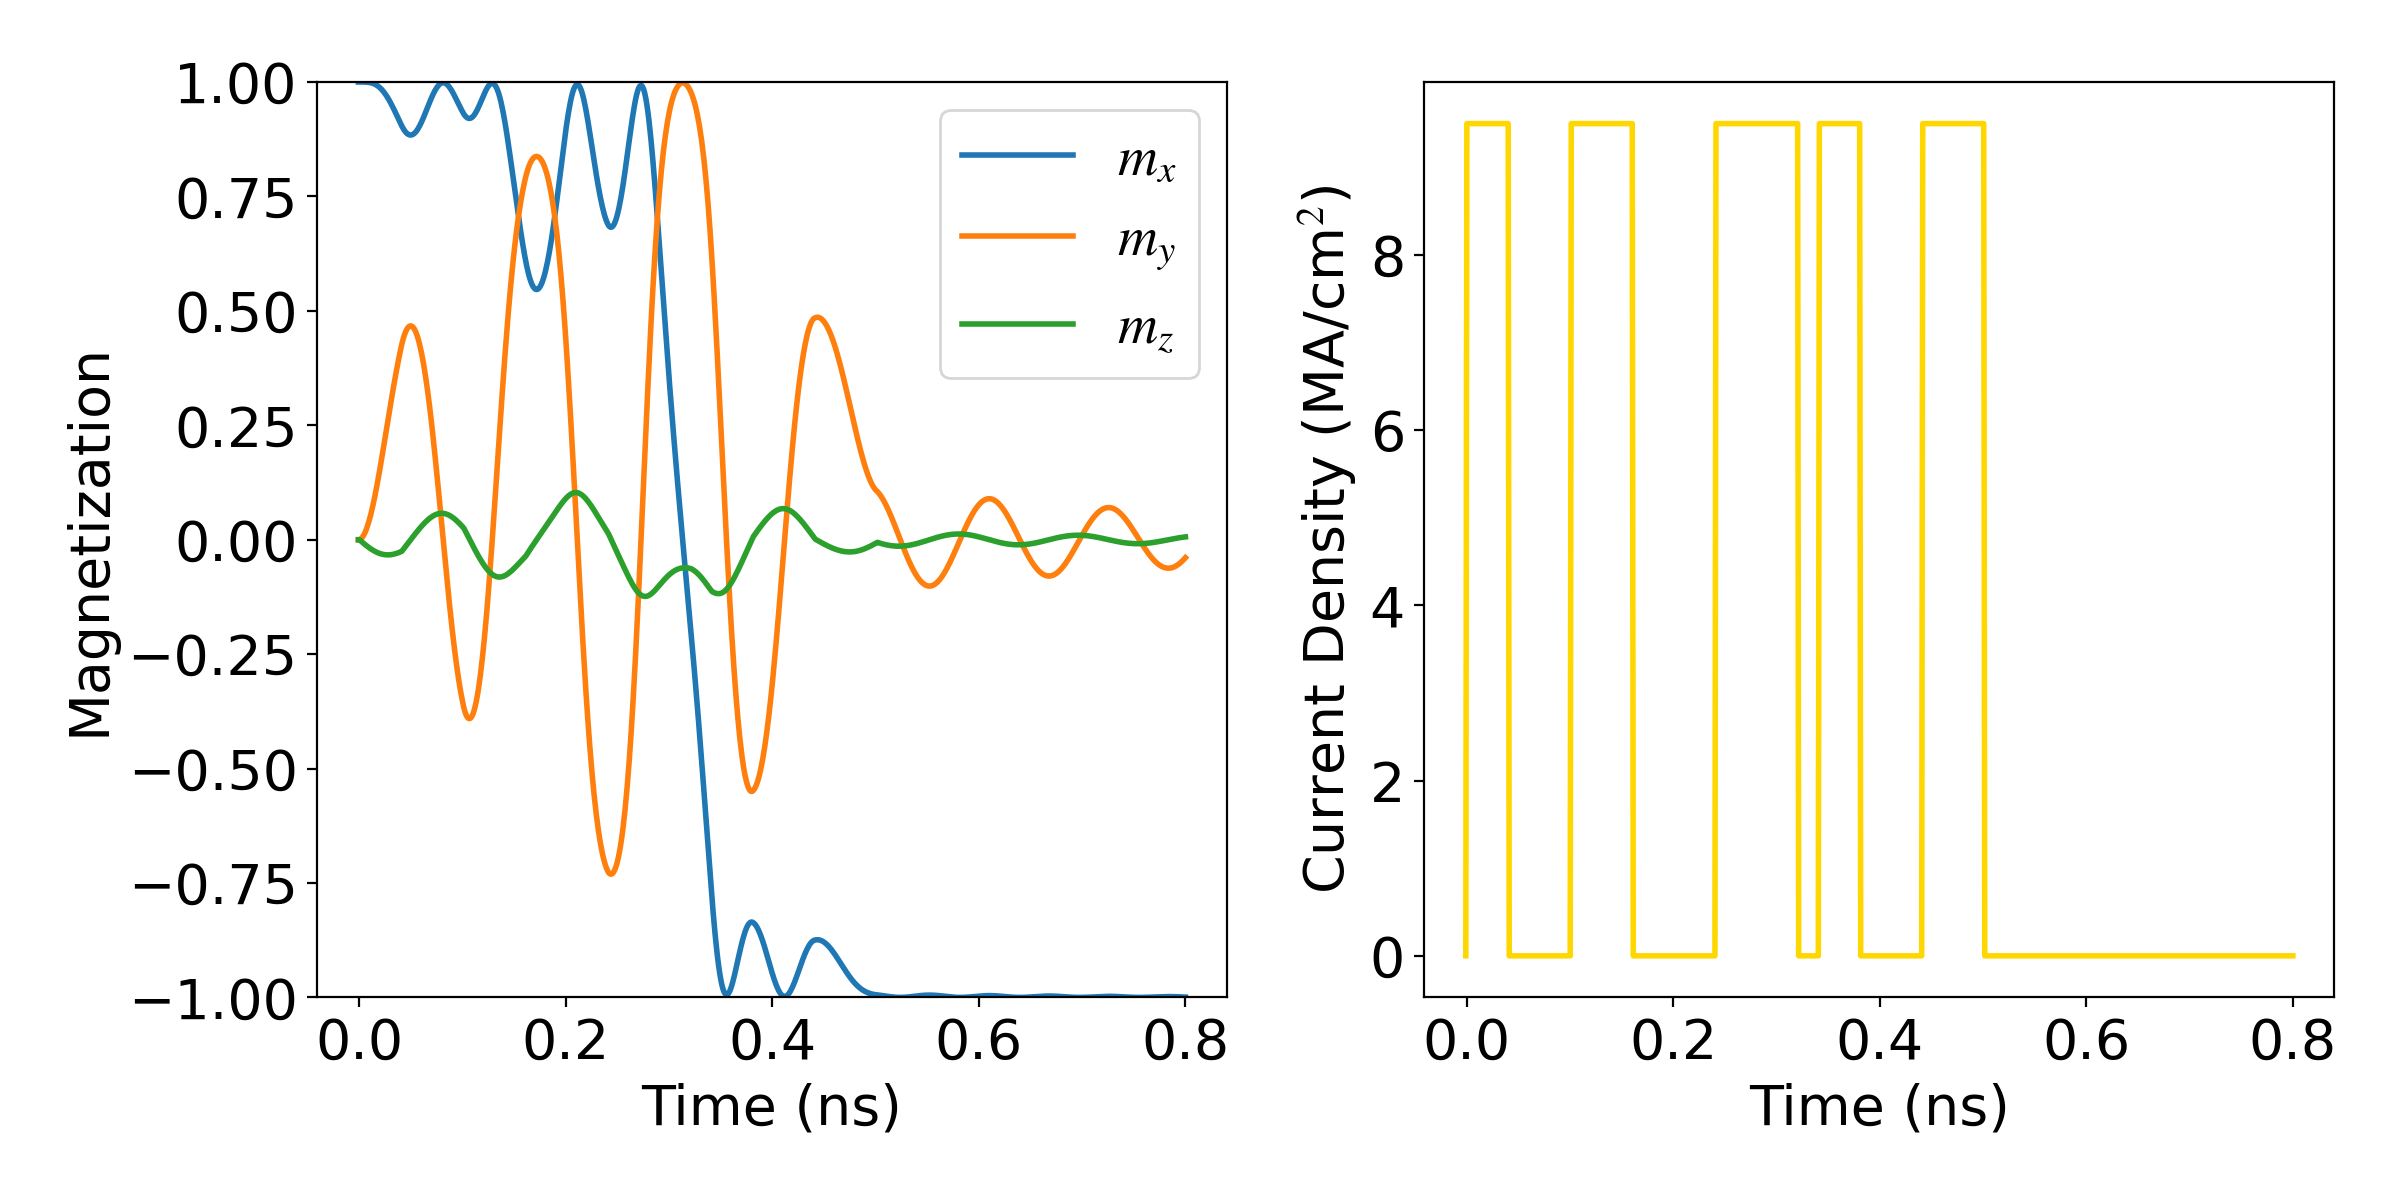 1.00
0.75
0.50
0.25
0.00
−0.25
−0.50
−0.75
−1.00
Magnetization
0.0 0.2 0.4 0.6 0.8
Time (ns)
m_x
m_y
m_z
8
6
4
2
0
Current Density (MA/cm²)
0.0 0.2 0.4 0.6 0.8
Time (ns)